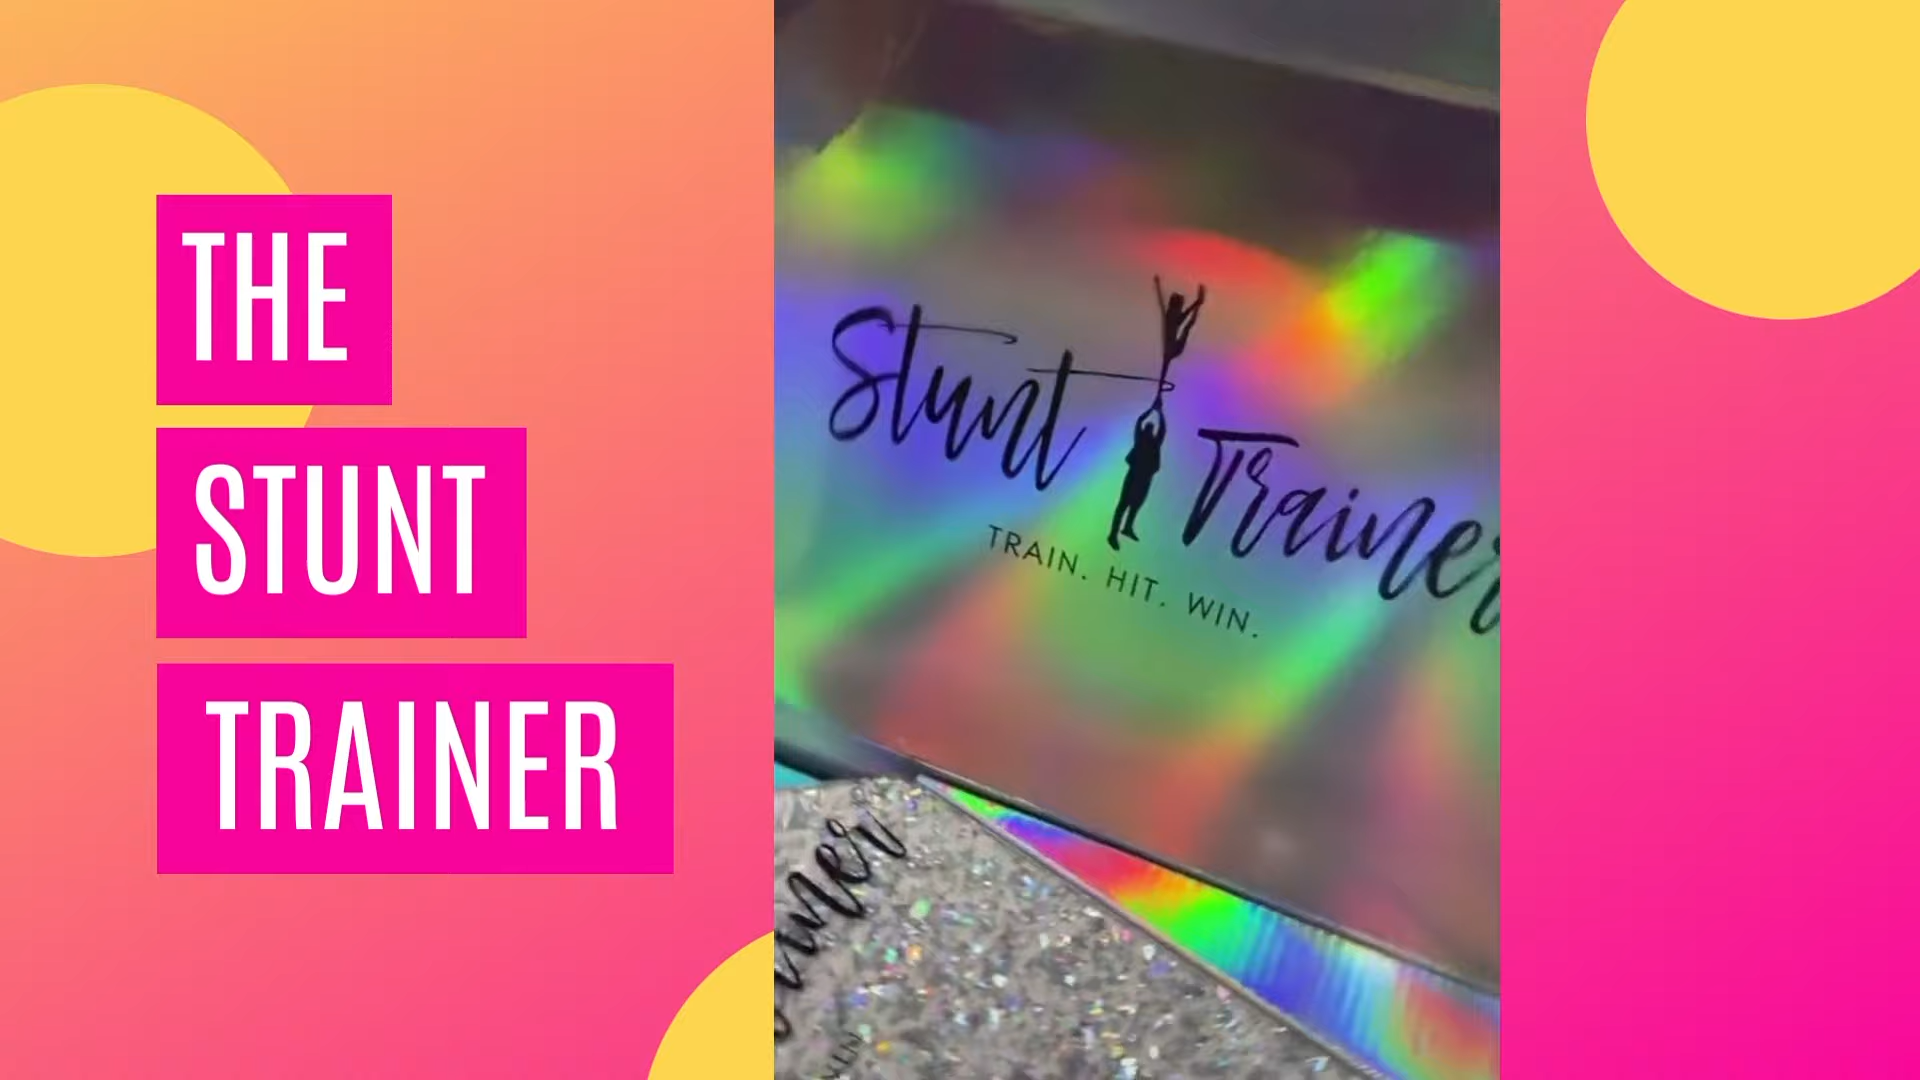 THE
STUNT
TRAINER
Stunt Trainer
TRAIN. HIT. WIN.